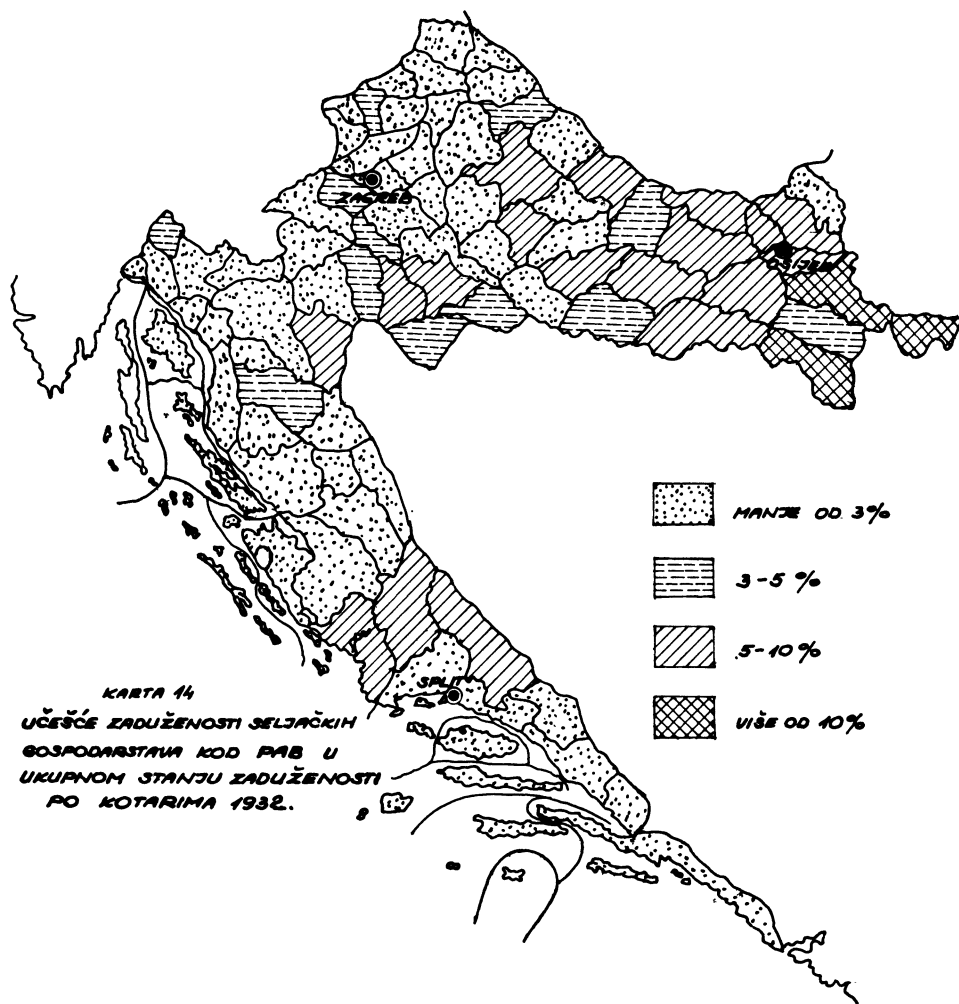 ZAGREB
OSIJEK
SPLIT
MANJE OD 3%
3-5 %
5-10%
VIŠE OD 10%
KARTA 14
UČEŠĆE ZADUŽENOSTI SELJAČKIH
GOSPODARSTAVA KOD PAB U
UKUPNOM STANJU ZADUŽENOSTI
PO KOTARIMA 1932.